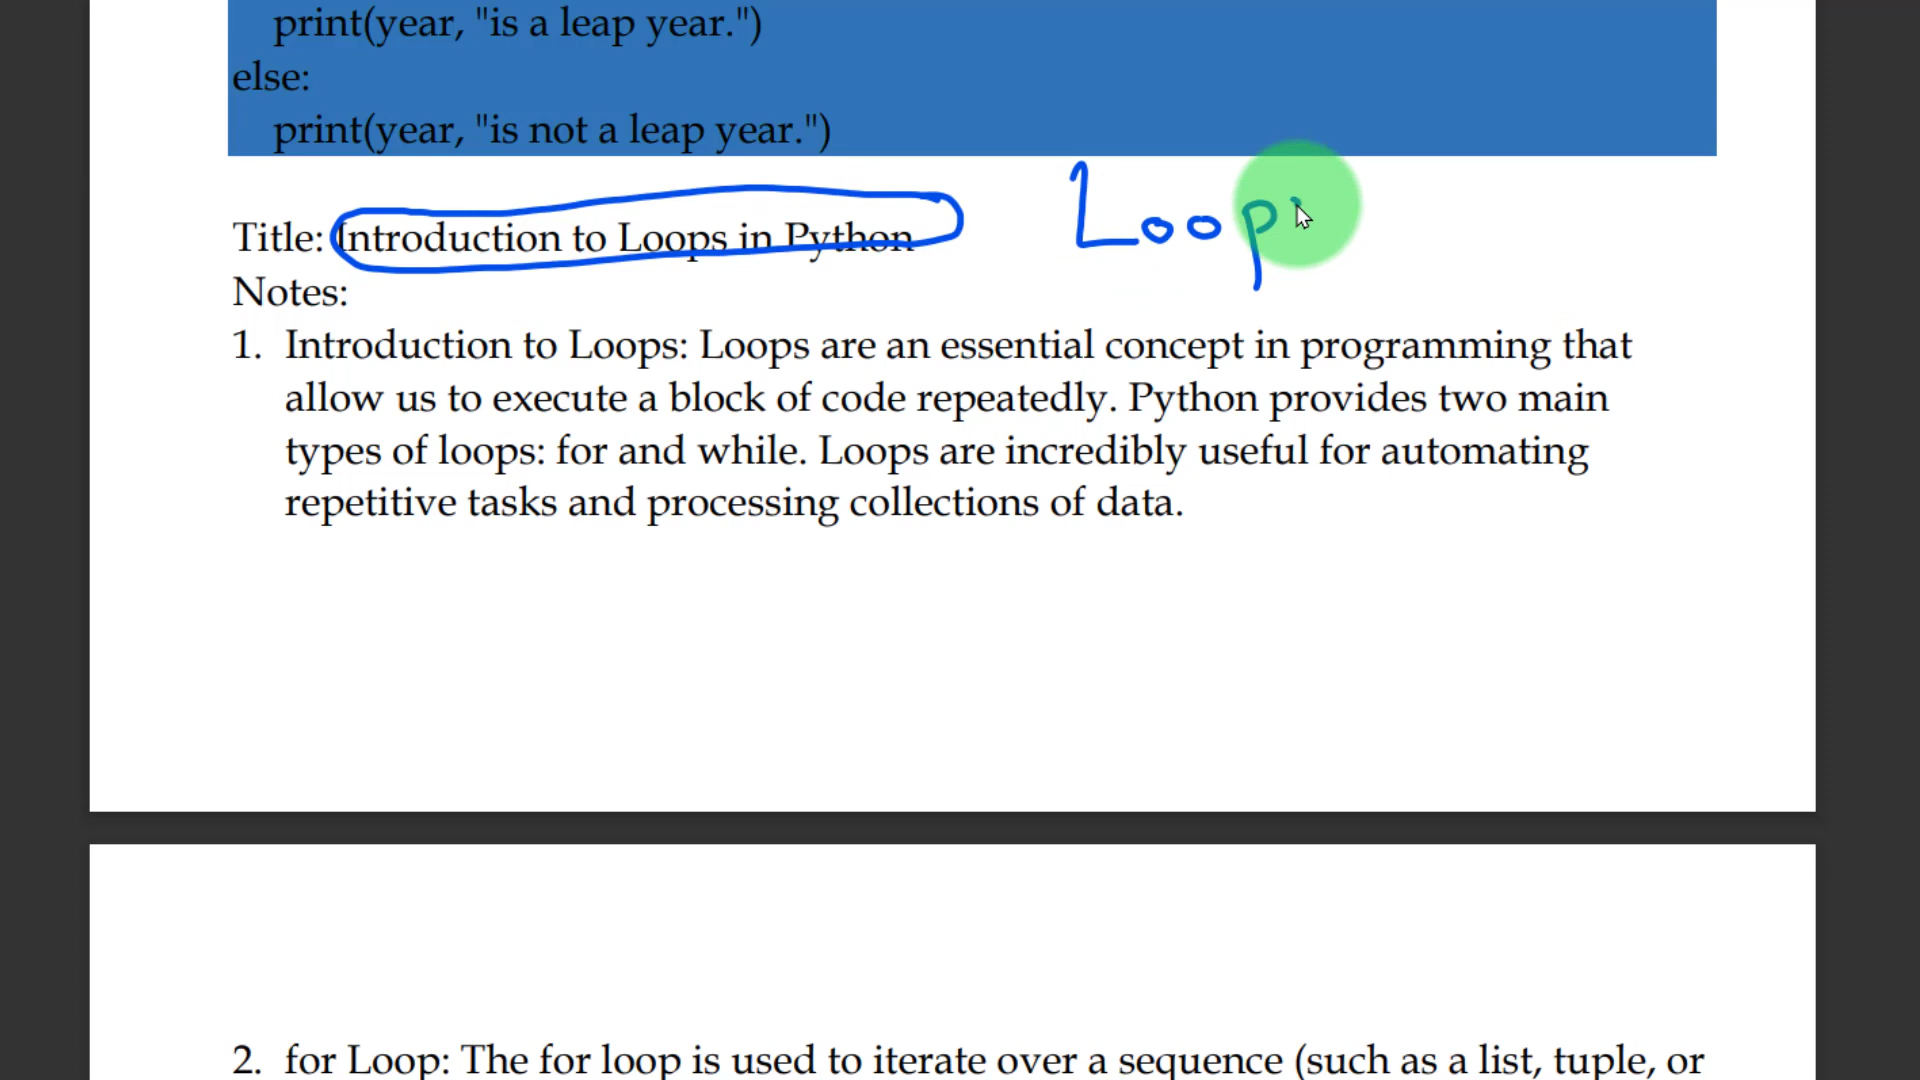 print(year, "is a leap year.")
else:
print(year, "is not a leap year.")
Title: Introduction to Loops in Python
Loop
Notes:
1. Introduction to Loops: Loops are an essential concept in programming that
allow us to execute a block of code repeatedly. Python provides two main
types of loops: for and while. Loops are incredibly useful for automating
repetitive tasks and processing collections of data.
2. for Loop: The for loop is used to iterate over a sequence (such as a list, tuple, or